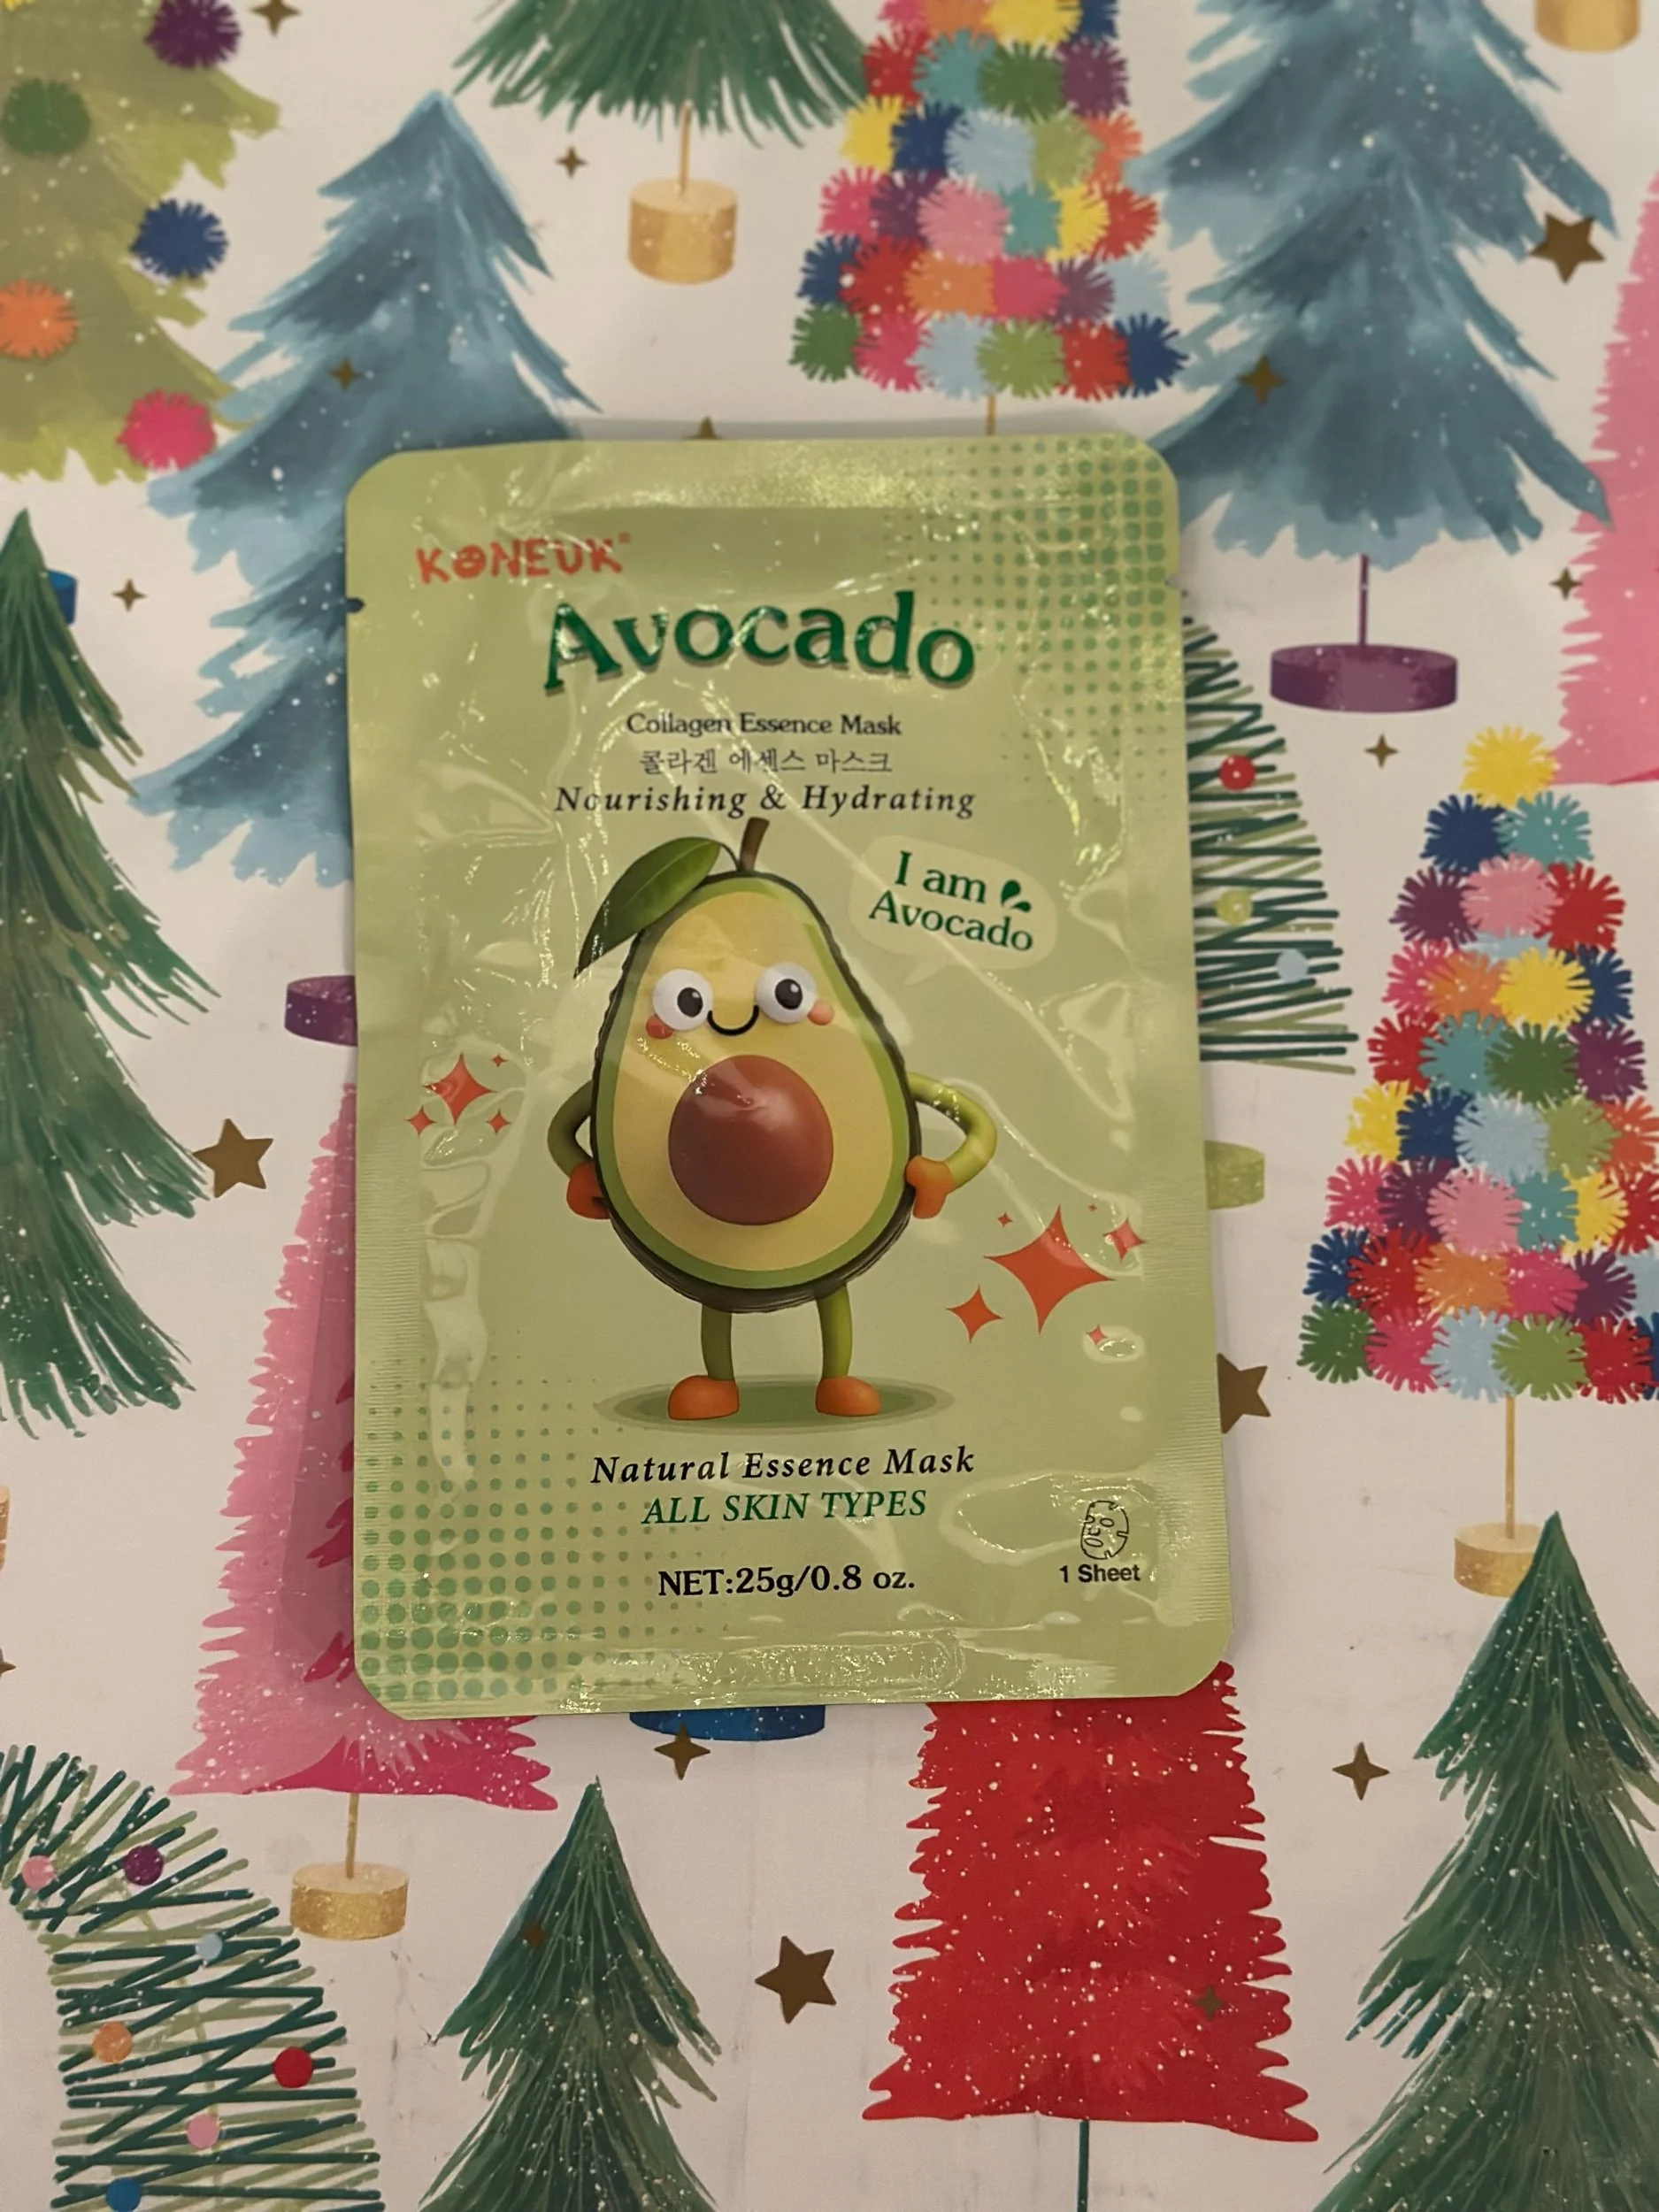 KONEUK®
Avocado
Collagen Essence Mask
콜라겐 에센스 마스크
Nourishing & Hydrating
I am
Avocado
Natural Essence Mask
ALL SKIN TYPES
NET:25g/0.8 oz.
1 Sheet